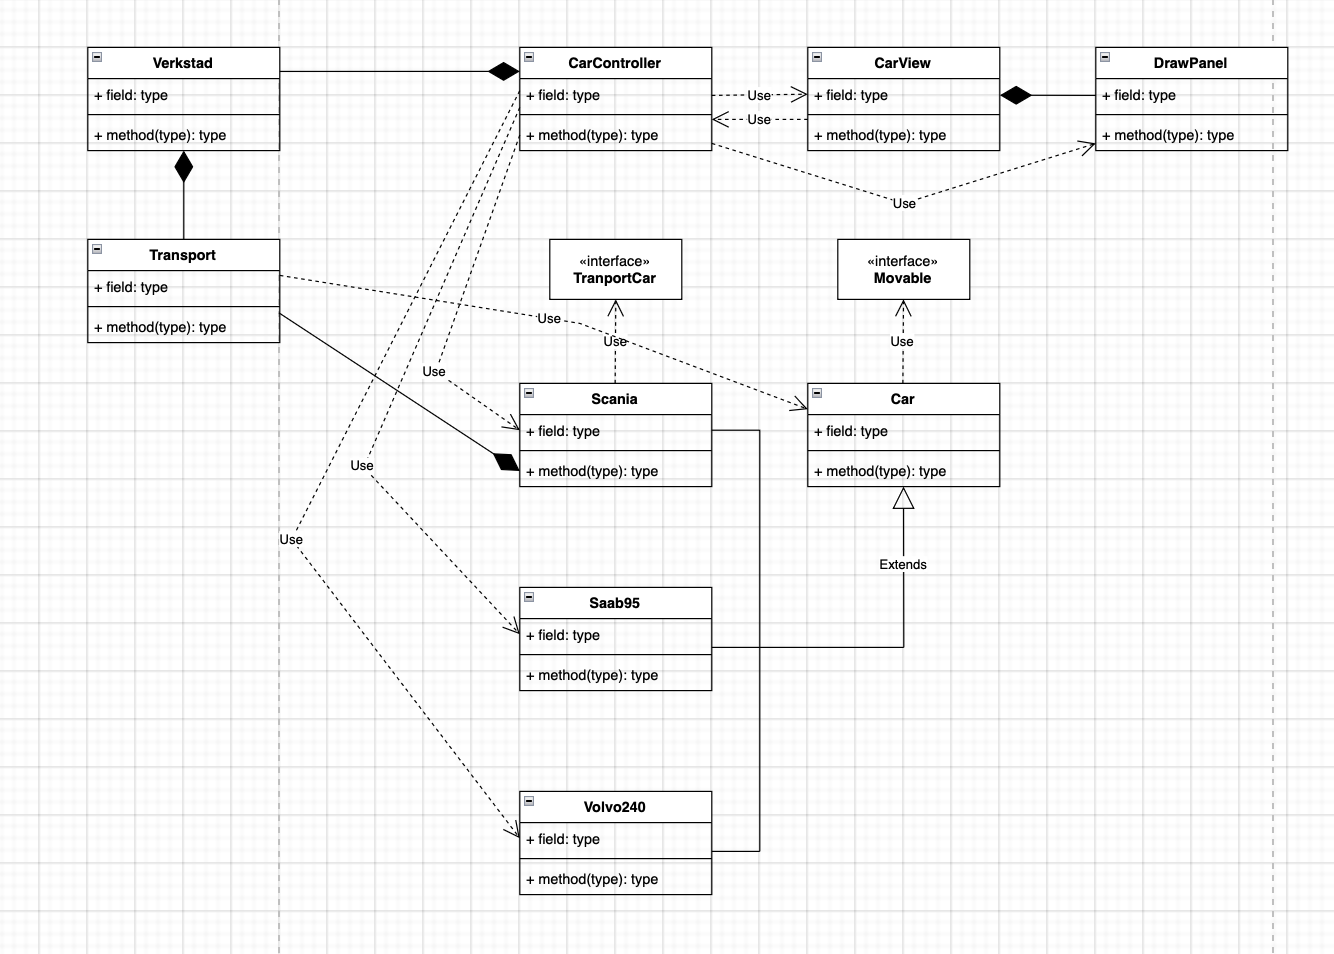 Verkstad
+ field: type
+ method(type): type
CarController
+ field: type
+ method(type): type
CarView
+ field: type
+ method(type): type
DrawPanel
+ field: type
+ method(type): type
Use
Use
Use
Transport
+ field: type
+ method(type): type
«interface»
TranportCar
«interface»
Movable
Use
Use
Use
Use
Scania
+ field: type
+ method(type): type
Car
+ field: type
+ method(type): type
Use
Use
Extends
Saab95
+ field: type
+ method(type): type
Volvo240
+ field: type
+ method(type): type